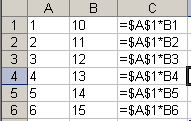 A B C
1 1 10 =$A$1*B1
2 2 11 =$A$1*B2
3 3 12 =$A$1*B3
4 4 13 =$A$1*B4
5 5 14 =$A$1*B5
6 6 15 =$A$1*B6